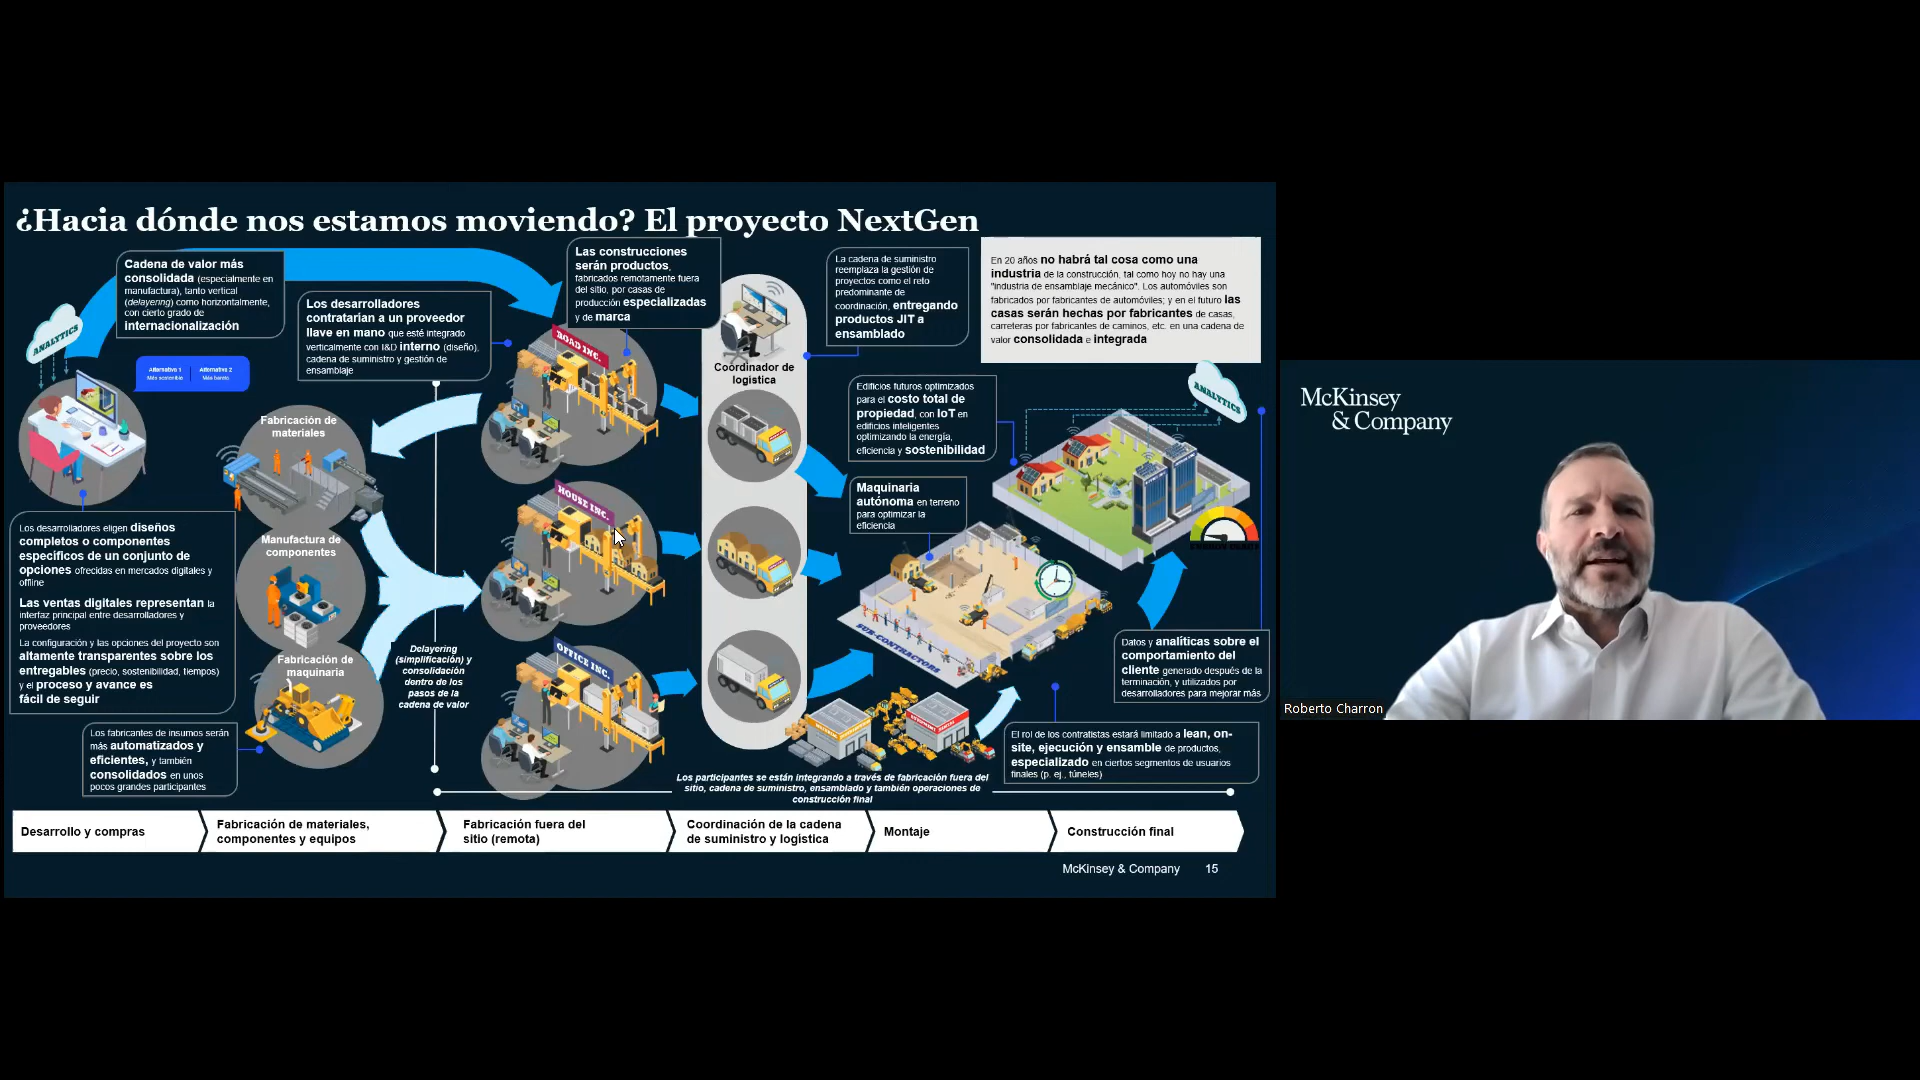 ¿Hacia dónde nos estamos moviendo? El proyecto NextGen
Cadena de valor más
consolidada (especialmente en
manufactura), tanto vertical
(delayering) como horizontalmente,
con cierto grado de
internacionalización
Las construcciones
serán productos,
fabricados remotamente fuera
del sitio, por casas de
producción especializadas
y de marca
Los desarrolladores
contratarían a un proveedor
llave en mano que esté integrado
verticalmente con I&D interno (diseño),
cadena de suministro y gestión de
ensamblaje
La cadena de suministro
reemplaza la gestión de
proyectos como el reto
predominante de
coordinación, entregando
productos JIT a
ensamblado
En 20 años no habrá tal cosa como una
industria de la construcción, tal como hoy no hay una
"industria de ensamblaje mecánico". Los automóviles son
fabricados por fabricantes de automóviles; y en el futuro las
casas serán hechas por fabricantes de casas,
carreteras por fabricantes de caminos, etc. en una cadena de
valor consolidada e integrada
ANALYTICS
Alternativa 1
Más sostenible
Alternativa 2
Más barato
ROAD INC.
Coordinador de
logística
Edificios futuros optimizados
para el costo total de
propiedad, con IoT en
edificios inteligentes
optimizando la energía,
eficiencia y sostenibilidad
ANALYTICS
Fabricación de
materiales
HOUSE INC.
Maquinaria
autónoma en terreno
para optimizar la
eficiencia
Los desarrolladores eligen diseños
completos o componentes
específicos de un conjunto de
opciones ofrecidas en mercados digitales y
offline
Las ventas digitales representan la
interfaz principal entre desarrolladores y
proveedores
La configuración y las opciones del proyecto son
altamente transparentes sobre los
entregables (precio, sostenibilidad, tiempos)
y el proceso y avance es
fácil de seguir
Manufactura de
componentes
Fabricación de
maquinaria
Delayering
(simplificación) y
consolidación
dentro de los
pasos de la
cadena de valor
OFFICE INC.
SUB-CONTRACTORS
Datos y analíticas sobre el
comportamiento del
cliente generado después de la
terminación, y utilizados por
desarrolladores para mejorar más
Los fabricantes de insumos serán
más automatizados y
eficientes, y también
consolidados en unos
pocos grandes participantes
El rol de los contratistas estará limitado a lean, on-
site, ejecución y ensamble de productos,
especializado en ciertos segmentos de usuarios
finales (p. ej., túneles)
Los participantes se están integrando a través de fabricación fuera del
sitio, cadena de suministro, ensamblado y también operaciones de
construcción final
Desarrollo y compras
Fabricación de materiales,
componentes y equipos
Fabricación fuera del
sitio (remota)
Coordinación de la cadena
de suministro y logística
Montaje
Construcción final
McKinsey & Company
15
McKinsey
& Company
Roberto Charron